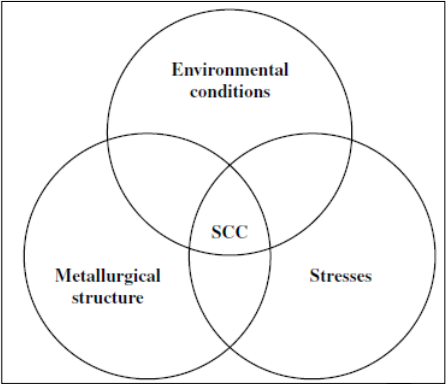 Environmental
conditions
SCC
Metallurgical
structure
Stresses